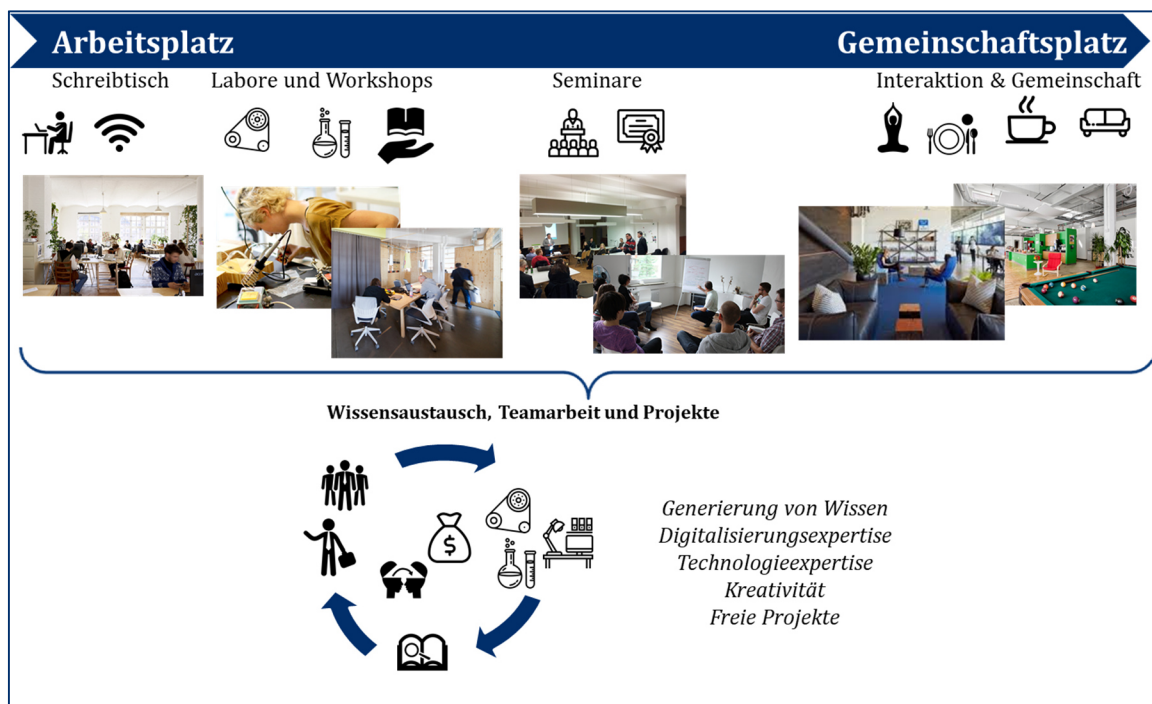 Arbeitsplatz
Gemeinschaftsplatz
Schreibtisch
Labore und Workshops
Seminare
Interaktion & Gemeinschaft
Wissensaustausch, Teamarbeit und Projekte
$
Generierung von Wissen
Digitalisierungsexpertise
Technologieexpertise
Kreativität
Freie Projekte